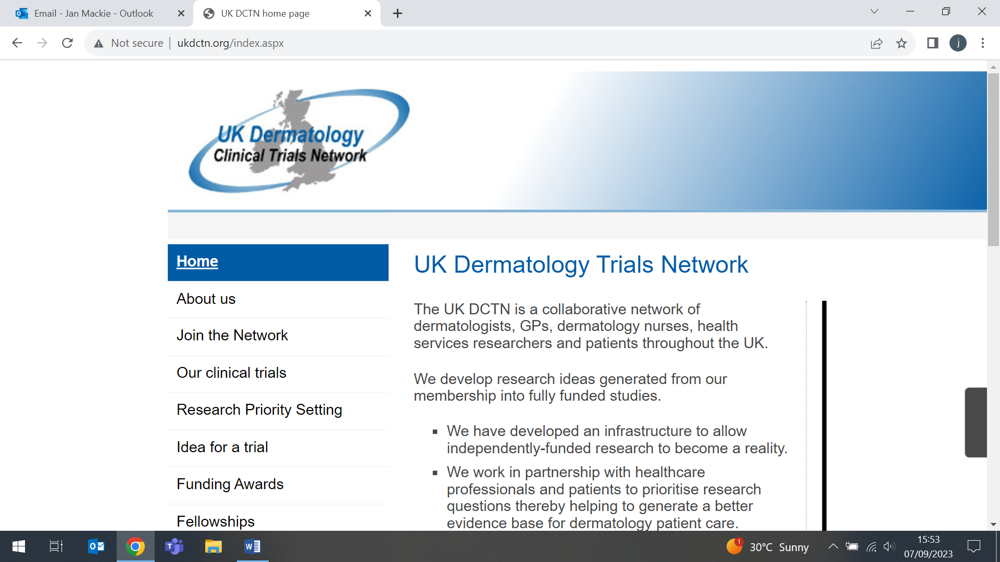 Email - Jan Mackie - Outlook
UK DCTN home page
Not secure
ukdctn.org/index.aspx
j
UK Dermatology
Clinical Trials Network
Home
About us
Join the Network
Our clinical trials
Research Priority Setting
Idea for a trial
Funding Awards
Fellowships
UK Dermatology Trials Network
The UK DCTN is a collaborative network of
dermatologists, GPs, dermatology nurses, health
services researchers and patients throughout the UK.
We develop research ideas generated from our
membership into fully funded studies.
We have developed an infrastructure to allow
independently-funded research to become a reality.
We work in partnership with healthcare
professionals and patients to prioritise research
questions thereby helping to generate a better
evidence base for dermatology patient care.
1
30°C Sunny
15:53
07/09/2023